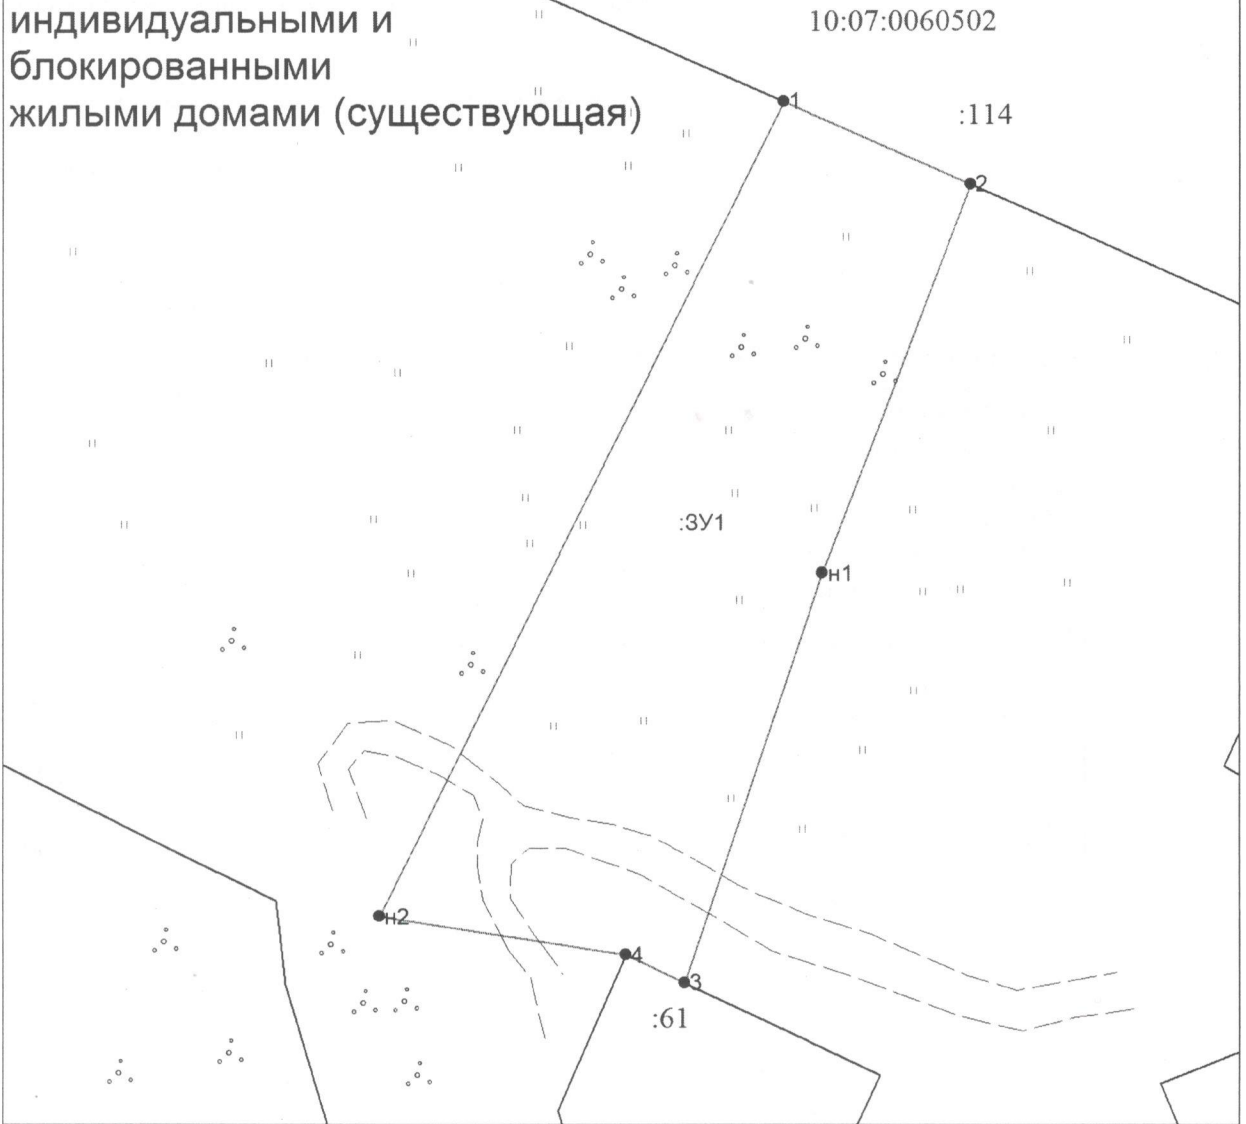 индивидуальными и
блокированными
жилыми домами (существующая)
10:07:0060502
:114
1
2
:ЗУ1
н1
н2
4
3
:61